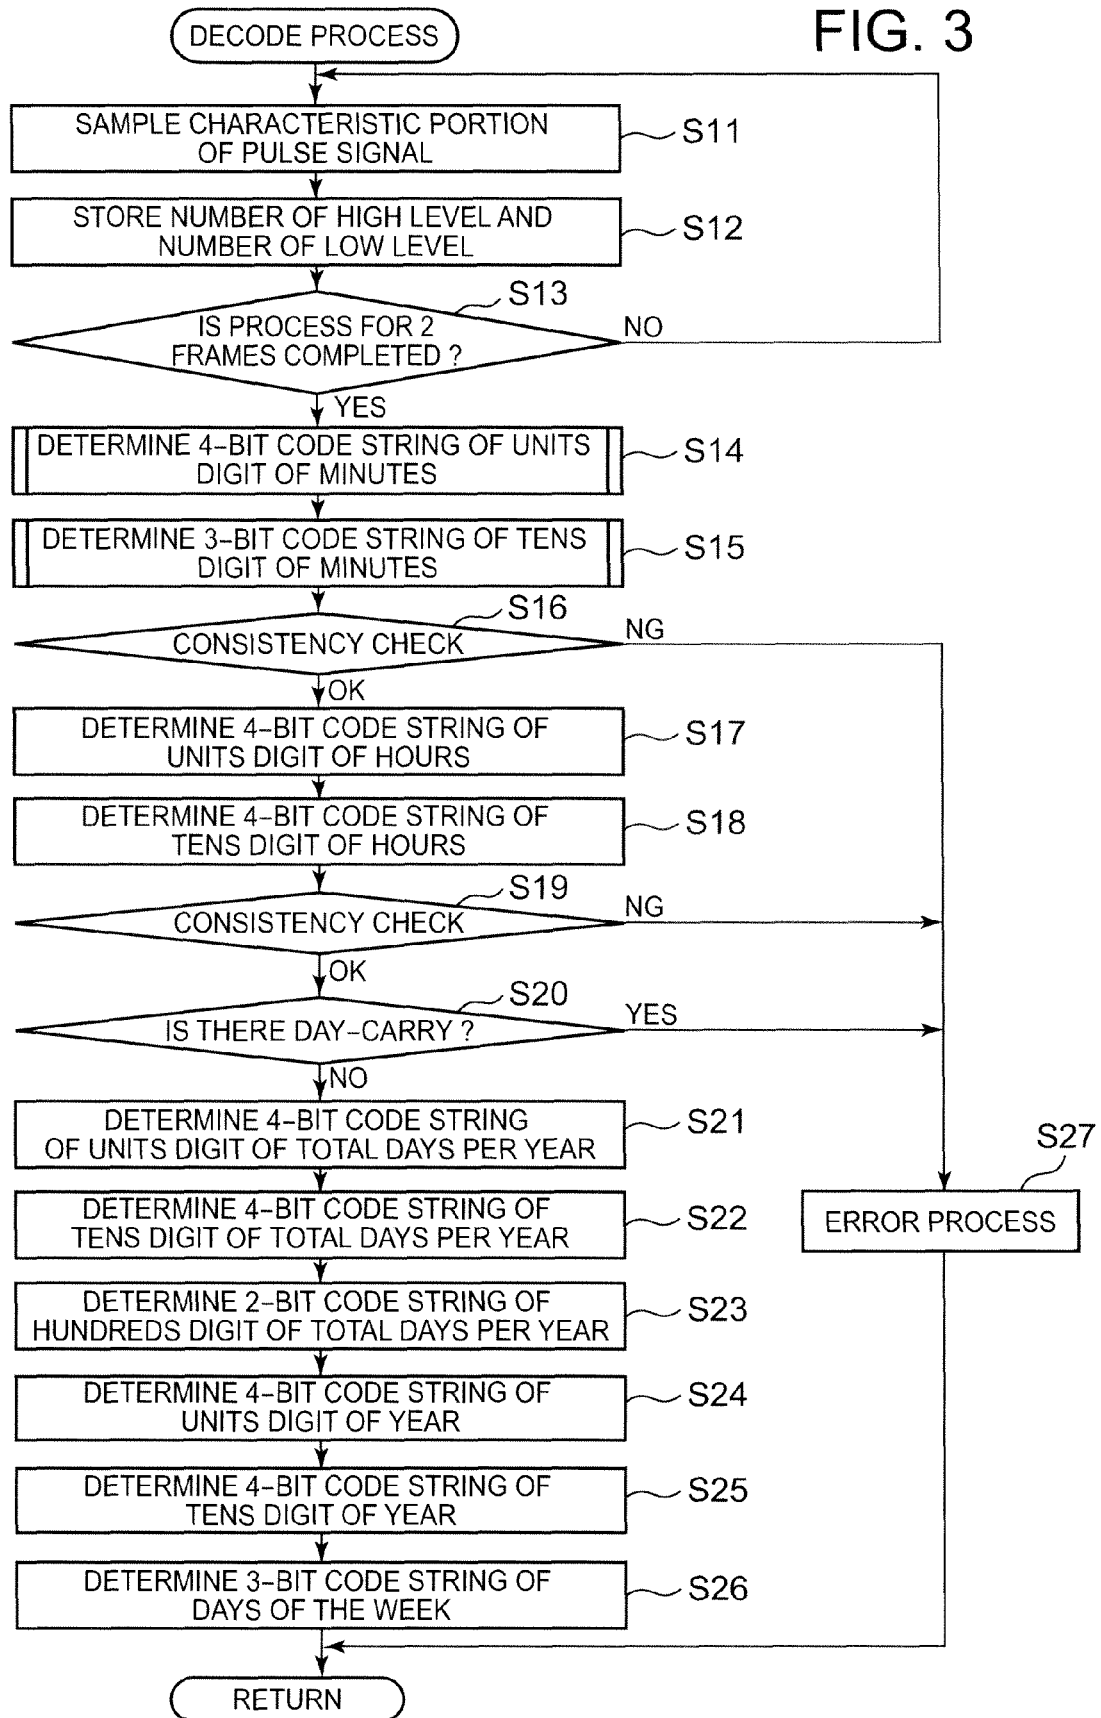 DECODE PROCESS
FIG. 3
SAMPLE CHARACTERISTIC PORTION
OF PULSE SIGNAL
S11
STORE NUMBER OF HIGH LEVEL AND
NUMBER OF LOW LEVEL
S12
S13
IS PROCESS FOR 2
FRAMES COMPLETED ?
NO
YES
DETERMINE 4-BIT CODE STRING OF UNITS
DIGIT OF MINUTES
S14
DETERMINE 3-BIT CODE STRING OF TENS
DIGIT OF MINUTES
S15
S16
CONSISTENCY CHECK
NG
OK
DETERMINE 4-BIT CODE STRING OF
UNITS DIGIT OF HOURS
S17
DETERMINE 4-BIT CODE STRING OF
TENS DIGIT OF HOURS
S18
S19
CONSISTENCY CHECK
NG
OK
S20
IS THERE DAY-CARRY ?
YES
NO
DETERMINE 4-BIT CODE STRING
OF UNITS DIGIT OF TOTAL DAYS PER YEAR
S21
DETERMINE 4-BIT CODE STRING OF
TENS DIGIT OF TOTAL DAYS PER YEAR
S22
S27
ERROR PROCESS
DETERMINE 2-BIT CODE STRING OF
HUNDREDS DIGIT OF TOTAL DAYS PER YEAR
S23
DETERMINE 4-BIT CODE STRING OF
UNITS DIGIT OF YEAR
S24
DETERMINE 4-BIT CODE STRING OF
TENS DIGIT OF YEAR
S25
DETERMINE 3-BIT CODE STRING OF
DAYS OF THE WEEK
S26
RETURN